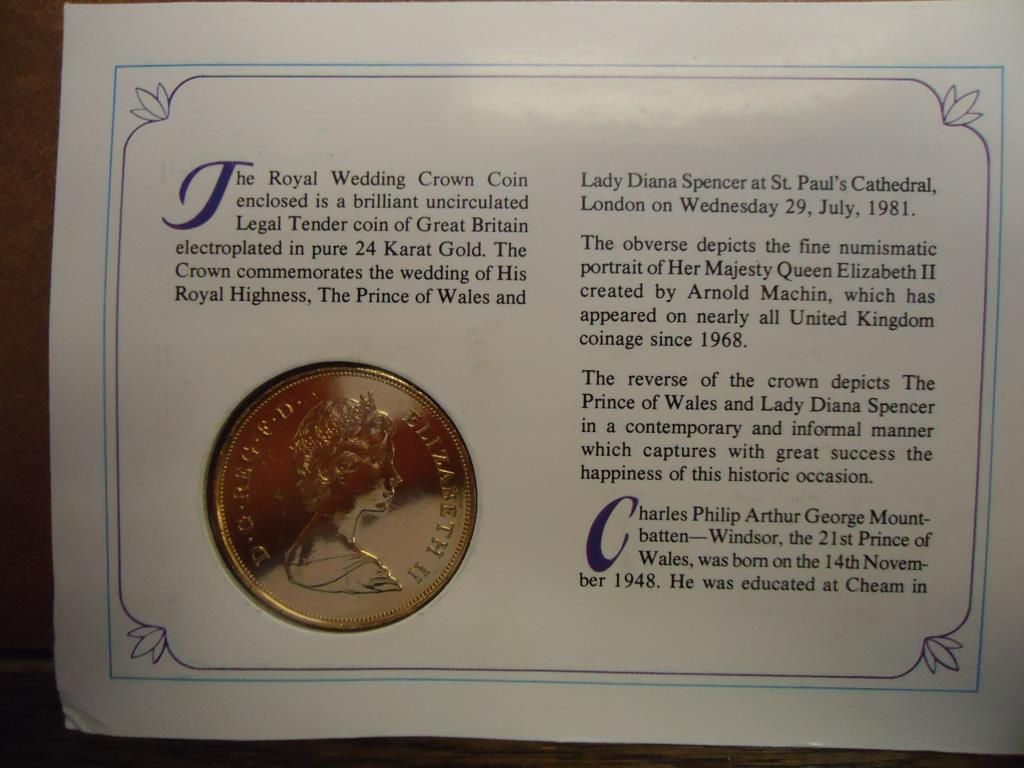 The Royal Wedding Crown Coin
enclosed is a brilliant uncirculated
Legal Tender coin of Great Britain
electroplated in pure 24 Karat Gold. The
Crown commemorates the wedding of His
Royal Highness, The Prince of Wales and
D·G·REG·F·D· ELIZABETH II
Lady Diana Spencer at St. Paul's Cathedral,
London on Wednesday 29, July, 1981.
The obverse depicts the fine numismatic
portrait of Her Majesty Queen Elizabeth II
created by Arnold Machin, which has
appeared on nearly all United Kingdom
coinage since 1968.
The reverse of the crown depicts The
Prince of Wales and Lady Diana Spencer
in a contemporary and informal manner
which captures with great success the
happiness of this historic occasion.
Charles Philip Arthur George Mount-
batten—Windsor, the 21st Prince of
Wales, was born on the 14th Novem-
ber 1948. He was educated at Cheam in